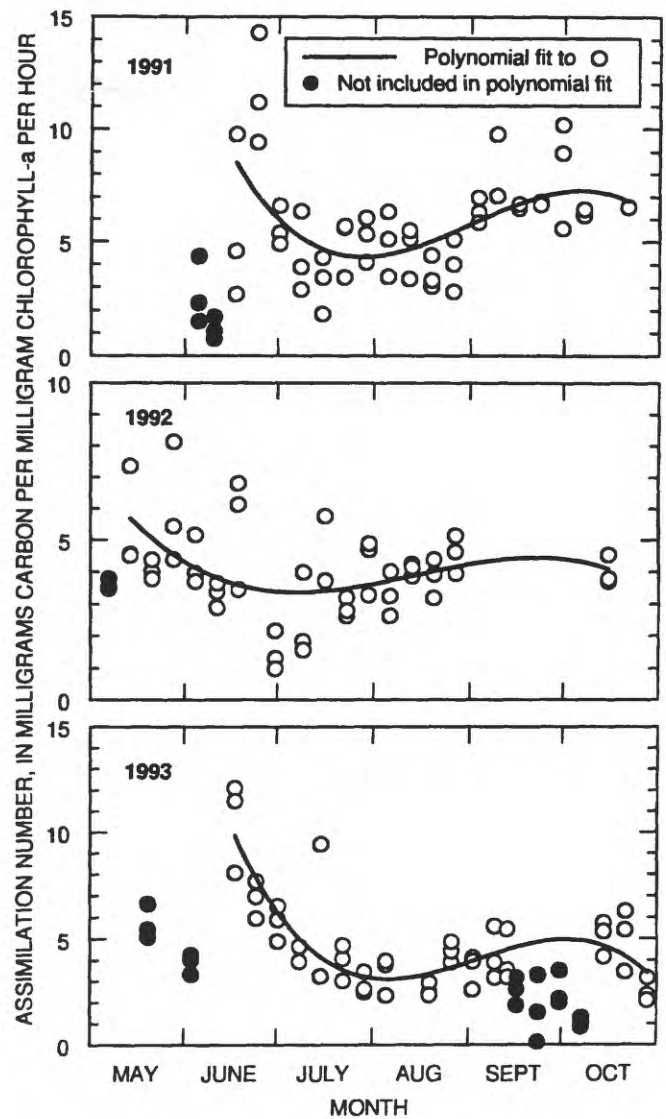 ASSIMILATION NUMBER, IN MILLIGRAMS CARBON PER MILLIGRAM CHLOROPHYLL-a PER HOUR
15
10
5
0
1991
Polynomial fit to
Not included in polynomial fit
10
5
0
1992
15
10
5
0
1993
MAY JUNE JULY AUG SEPT OCT
MONTH